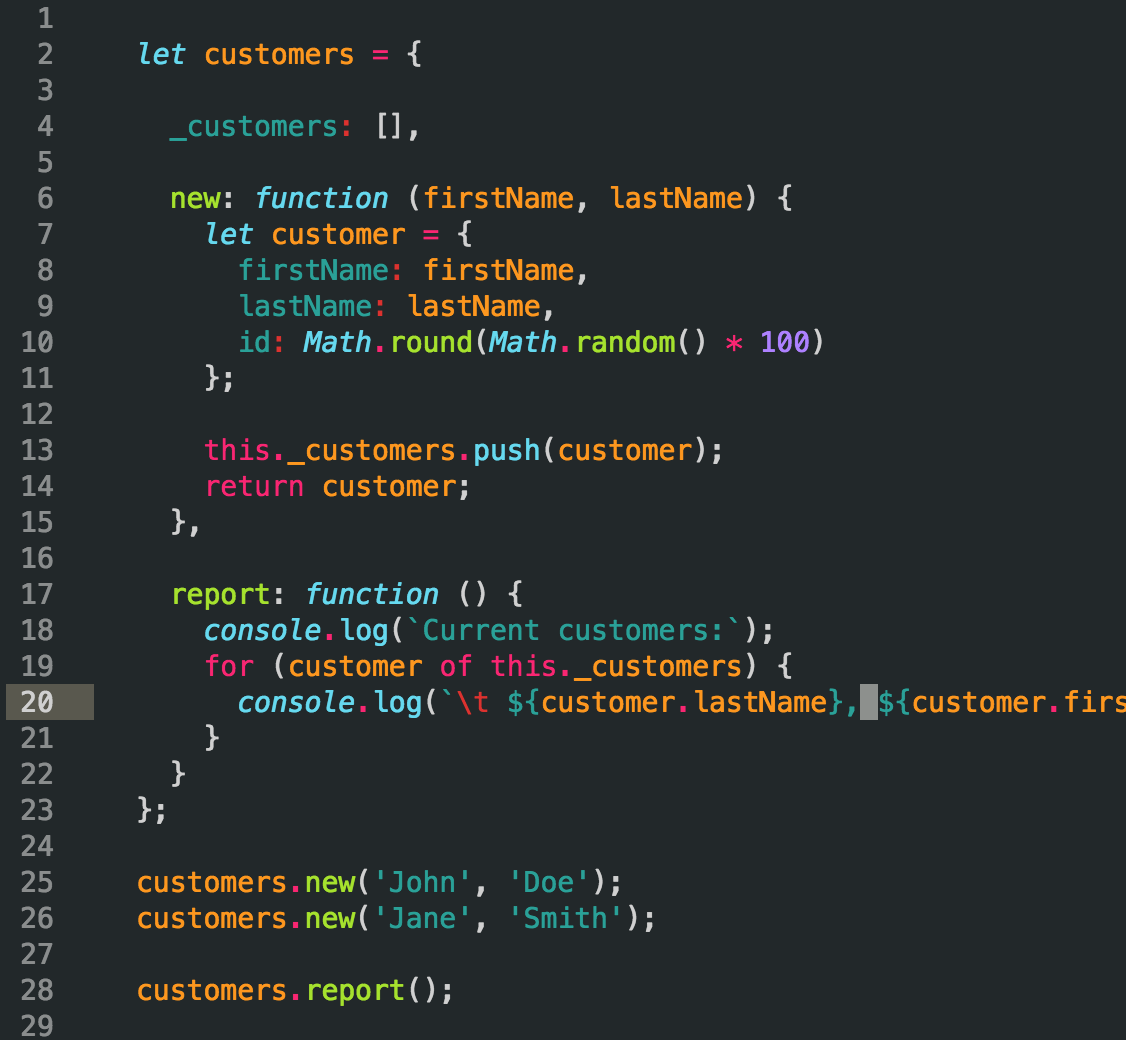 1
2 let customers = {
3
4 _customers: [],
5
6 new: function (firstName, lastName) {
7 let customer = {
8 firstName: firstName,
9 lastName: lastName,
10 id: Math.round(Math.random() * 100)
11 };
12
13 this._customers.push(customer);
14 return customer;
15 },
16
17 report: function () {
18 console.log(`Current customers:`);
19 for (customer of this._customers) {
20 console.log(`\t ${customer.lastName}, ${customer.firs
21 }
22 }
23 };
24
25 customers.new('John', 'Doe');
26 customers.new('Jane', 'Smith');
27
28 customers.report();
29